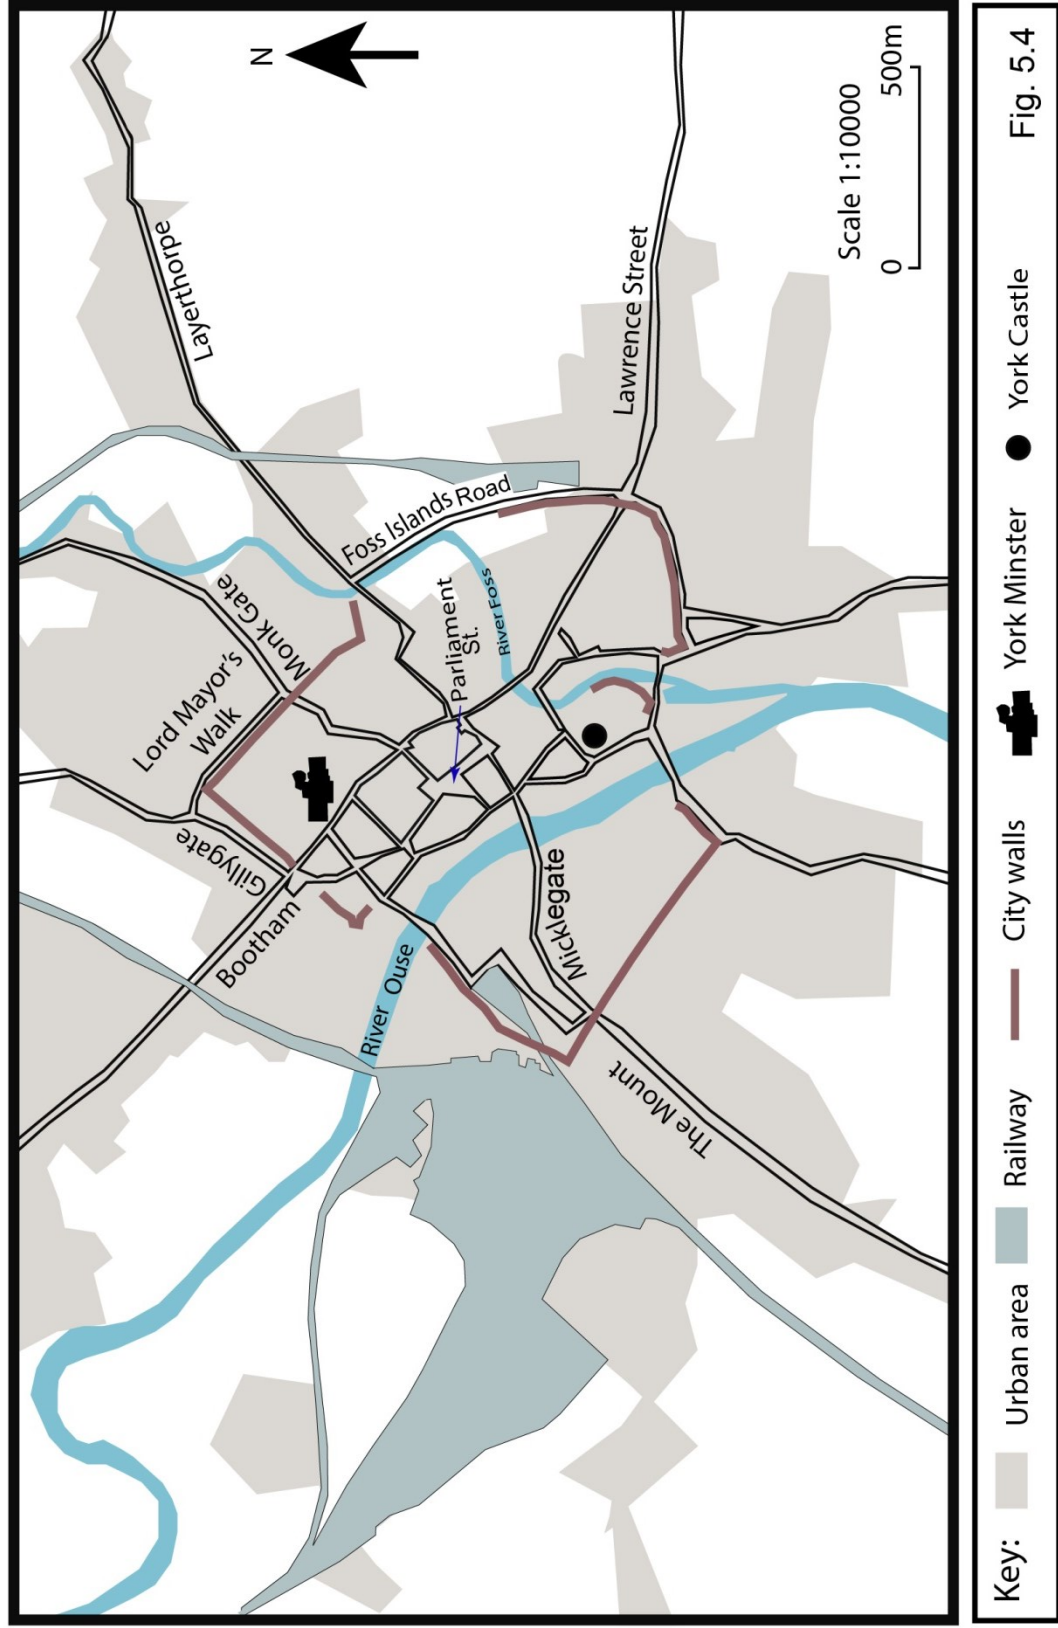 N
Layerthorpe
Monk Gate
Lord Mayor's
Walk
Gillygate
Bootham
Foss Islands Road
Parliament
St.
River Foss
River Ouse
Micklegate
The Mount
Lawrence Street
Scale 1:10000
0 500m
Key: Urban area Railway City walls York Minster York Castle Fig. 5.4